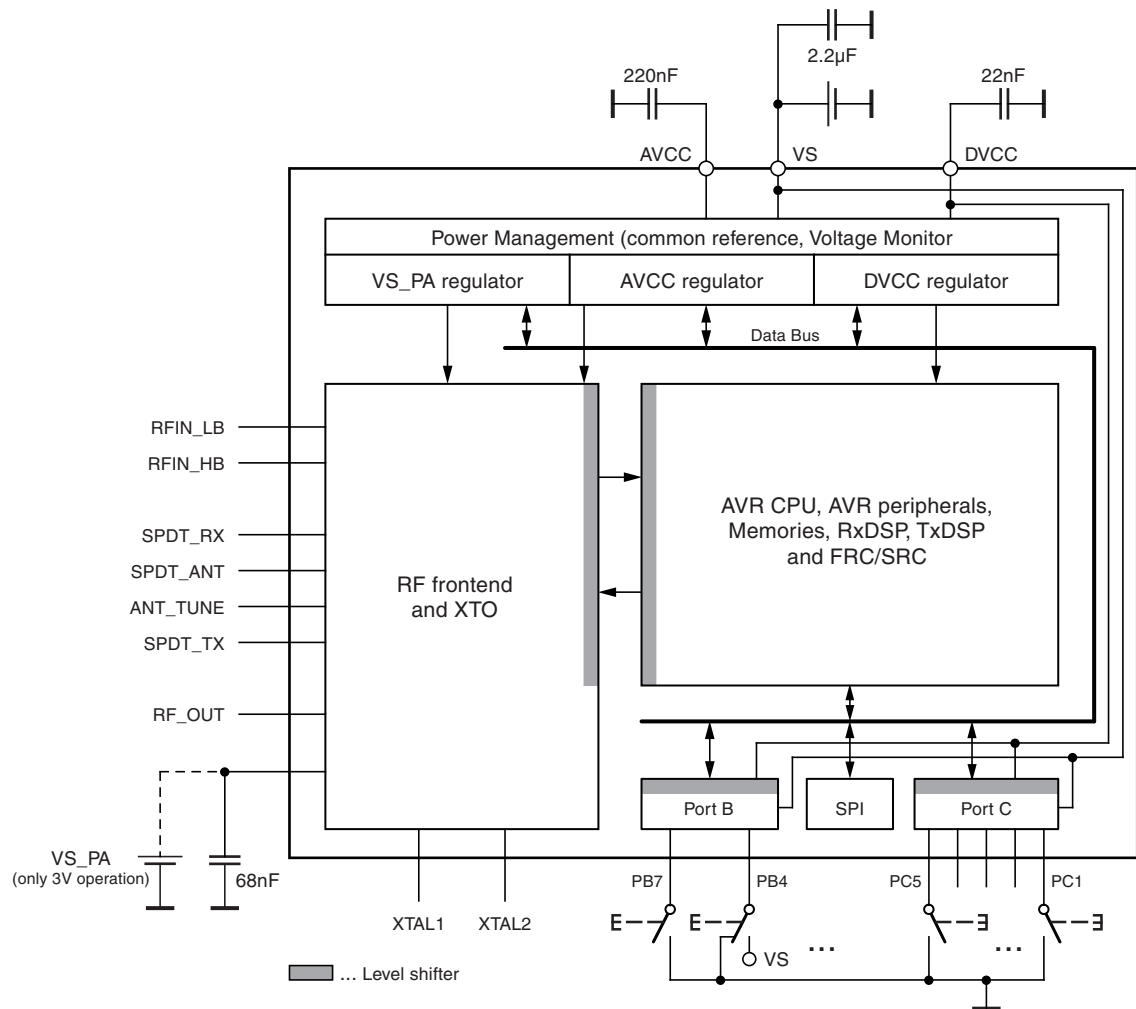 2.2µF
220nF
22nF
AVCC
VS
DVCC
Power Management (common reference, Voltage Monitor
VS_PA regulator
AVCC regulator
DVCC regulator
Data Bus
RFIN_LB
RFIN_HB
SPDT_RX
SPDT_ANT
ANT_TUNE
SPDT_TX
RF_OUT
RF frontend
and XTO
AVR CPU, AVR peripherals,
Memories, RxDSP, TxDSP
and FRC/SRC
Port B
SPI
Port C
VS_PA
(only 3V operation)
68nF
XTAL1
XTAL2
PB7
PB4
PC5
PC1
VS
...
...
... Level shifter